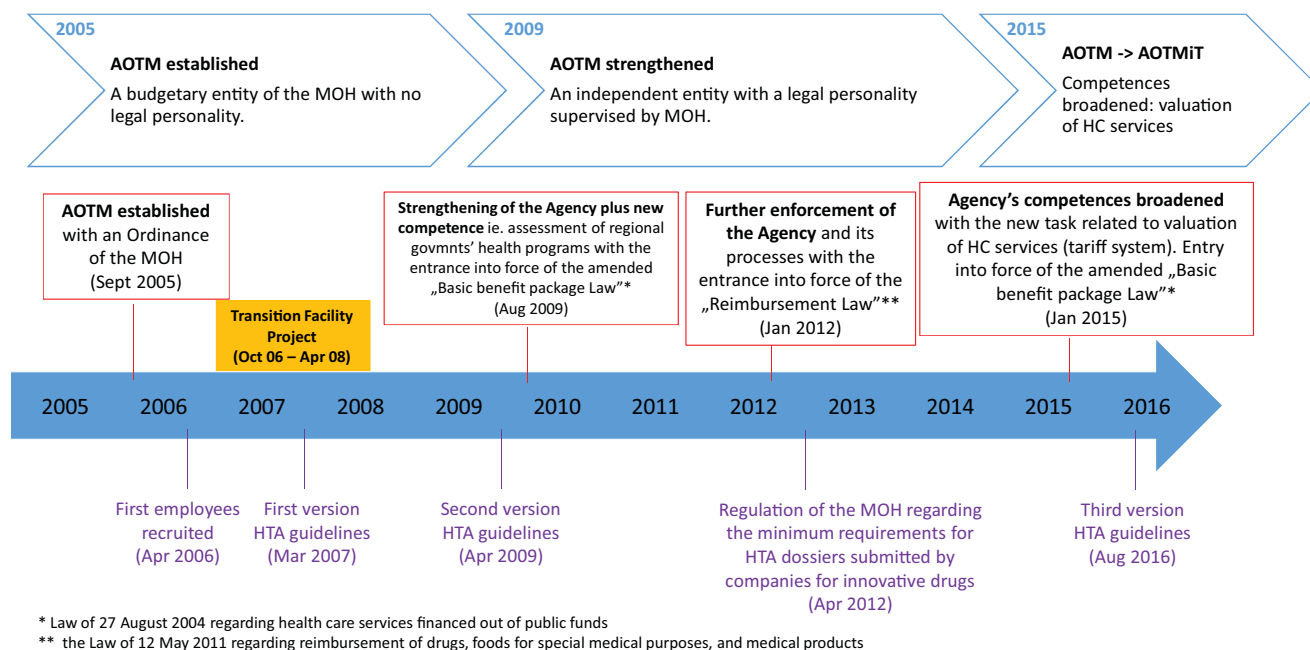 2005
AOTM established
A budgetary entity of the MOH with no
legal personality.
2009
AOTM strengthened
An independent entity with a legal personality
supervised by MOH.
2015
AOTM -> AOTMiT
Competences
broadened: valuation
of HC services
AOTM established
with an Ordinance
of the MOH
(Sept 2005)
Transition Facility
Project
(Oct 06 – Apr 08)
Strengthening of the Agency plus new
competence ie. assessment of regional
govmnts’ health programs with the
entrance into force of the amended
„Basic benefit package Law”*
(Aug 2009)
Further enforcement of
the Agency and its
processes with the
entrance into force of the
„Reimbursement Law”**
(Jan 2012)
Agency’s competences broadened
with the new task related to valuation
of HC services (tariff system). Entry
into force of the amended „Basic
benefit package Law”*
(Jan 2015)
2005 2006 2007 2008 2009 2010 2011 2012 2013 2014 2015 2016
First employees
recruited
(Apr 2006)
First version
HTA guidelines
(Mar 2007)
Second version
HTA guidelines
(Apr 2009)
Regulation of the MOH regarding
the minimum requirements for
HTA dossiers submitted by
companies for innovative drugs
(Apr 2012)
Third version
HTA guidelines
(Aug 2016)
* Law of 27 August 2004 regarding health care services financed out of public funds
** the Law of 12 May 2011 regarding reimbursement of drugs, foods for special medical purposes, and medical products